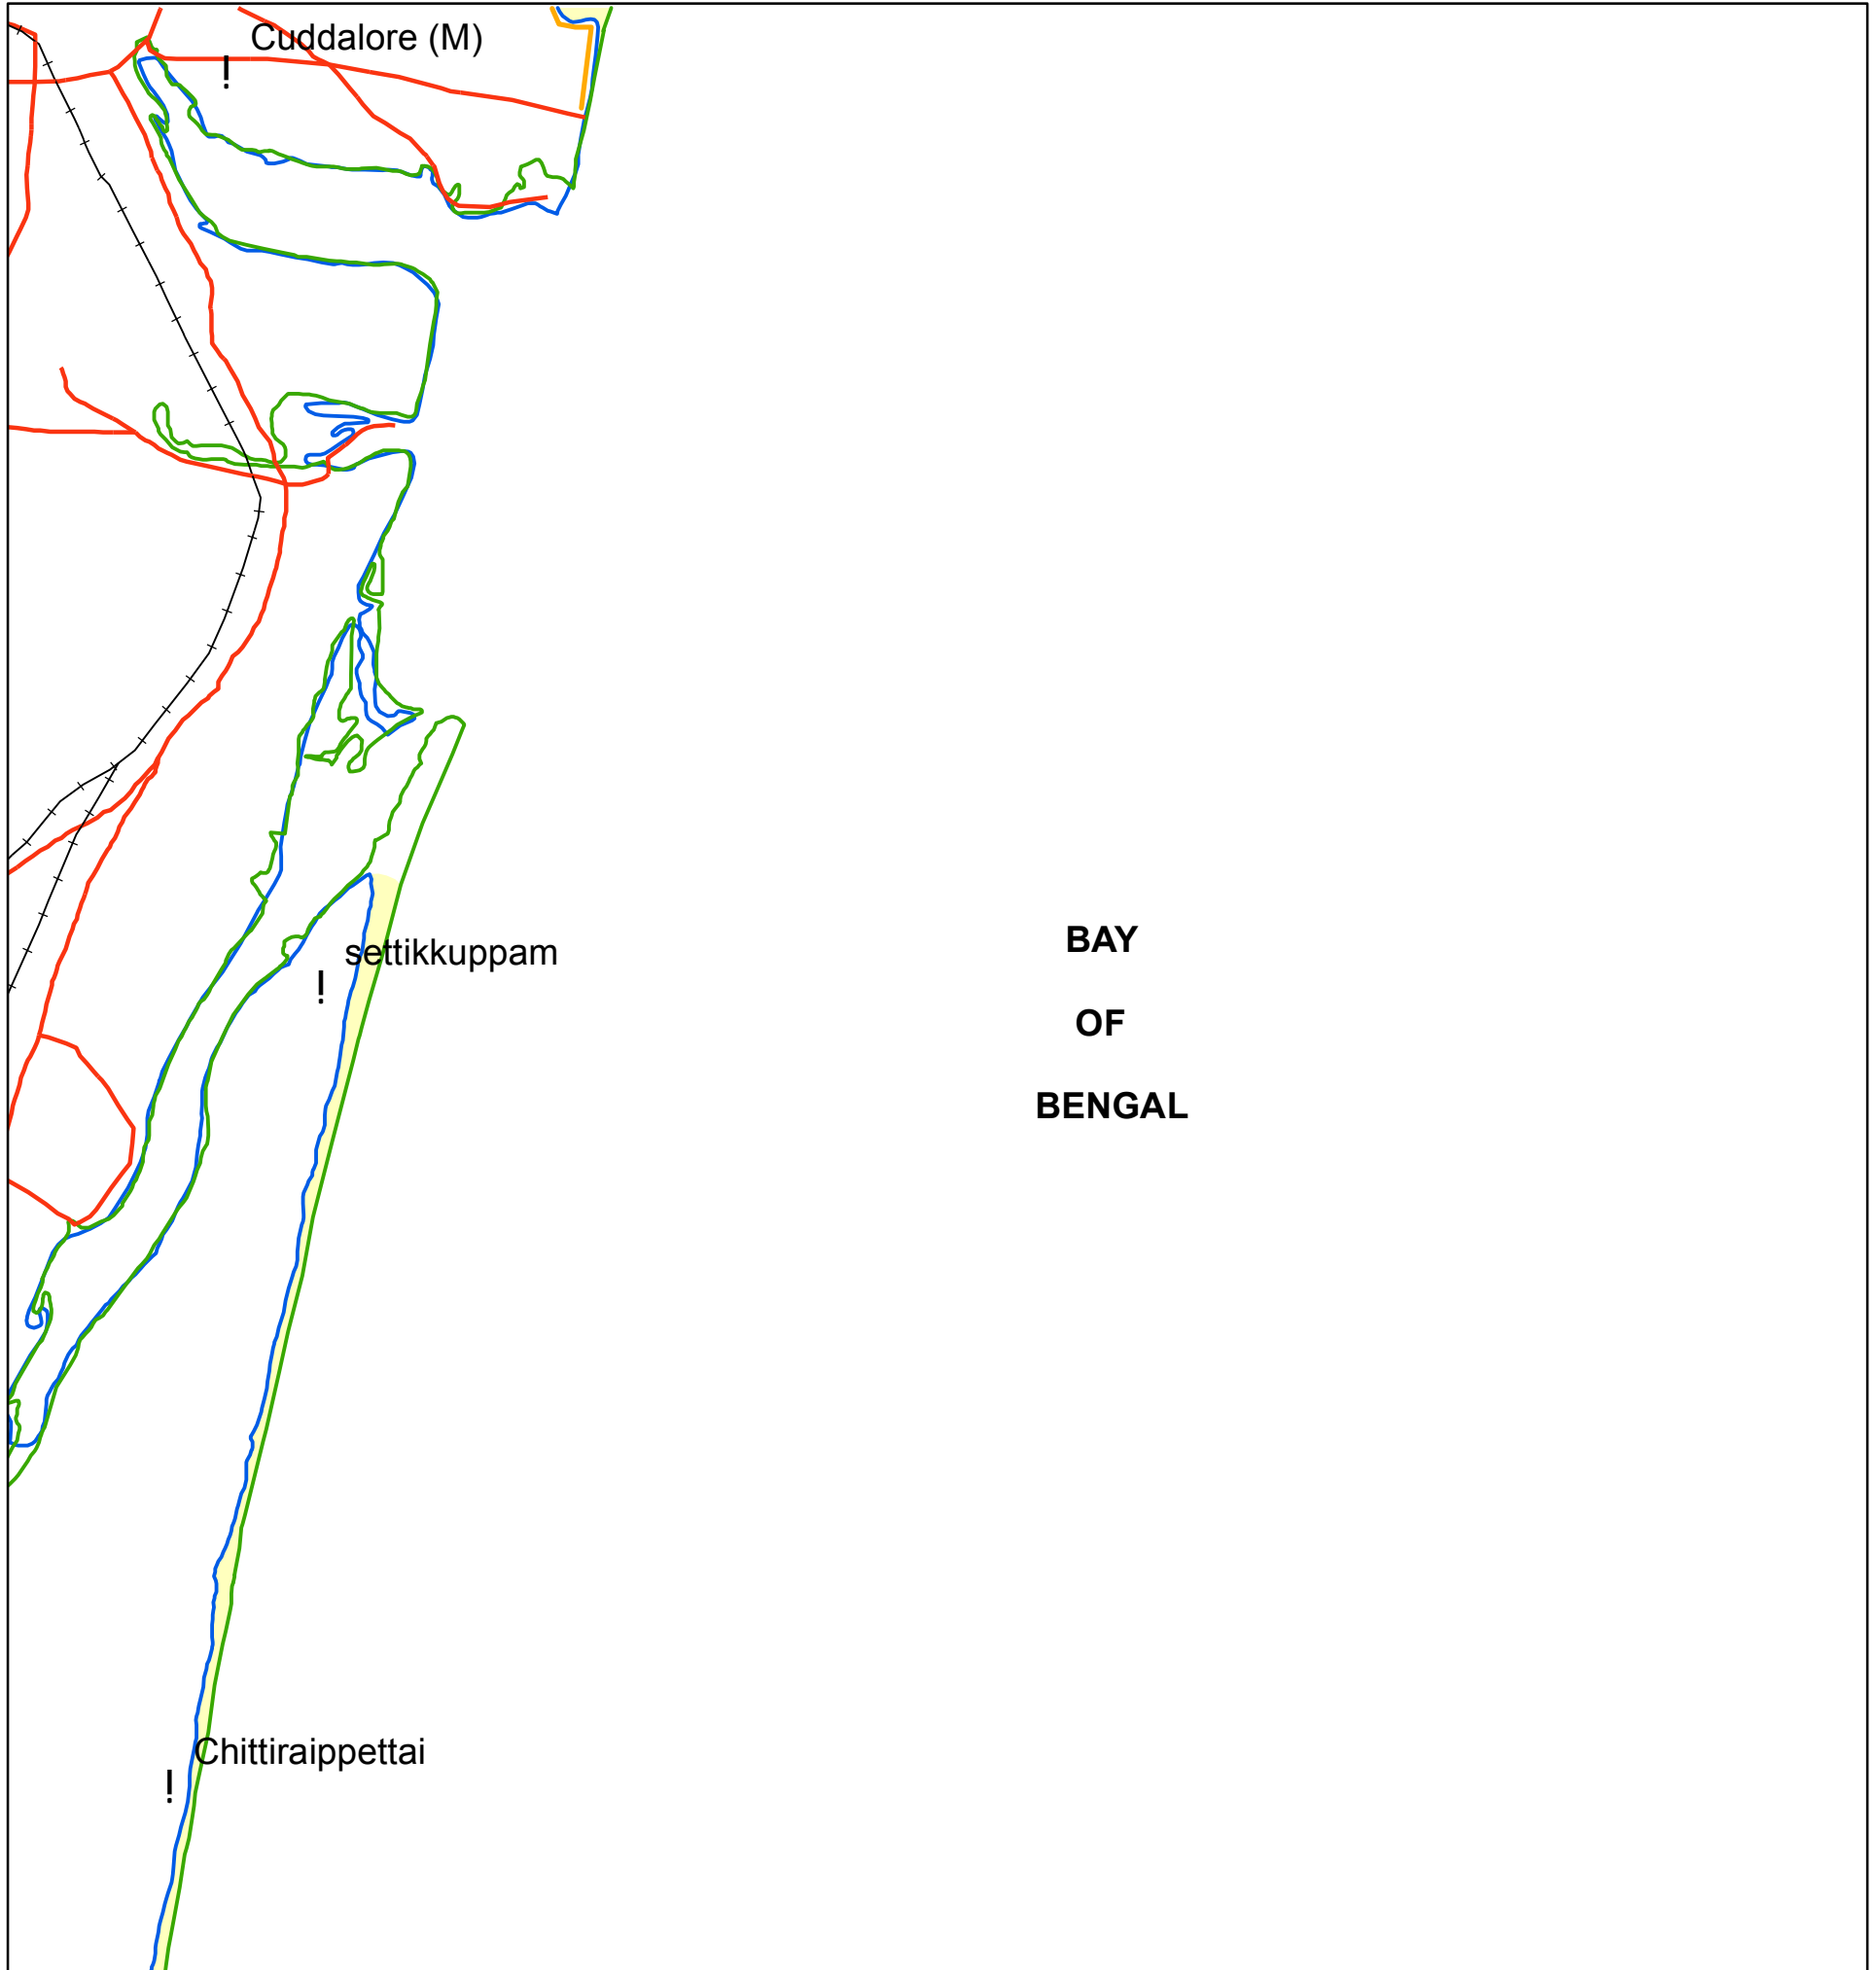 Cuddalore (M)
settikkuppam
BAY
OF
BENGAL
Chittiraippettai